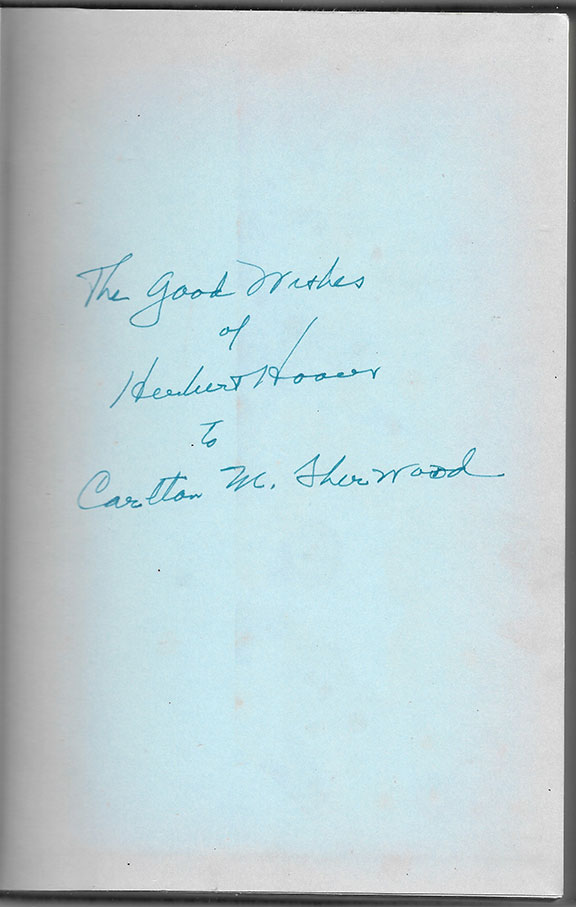 The Good Wishes
of
Herbert Hoover
to
Carlton M. Sherwood